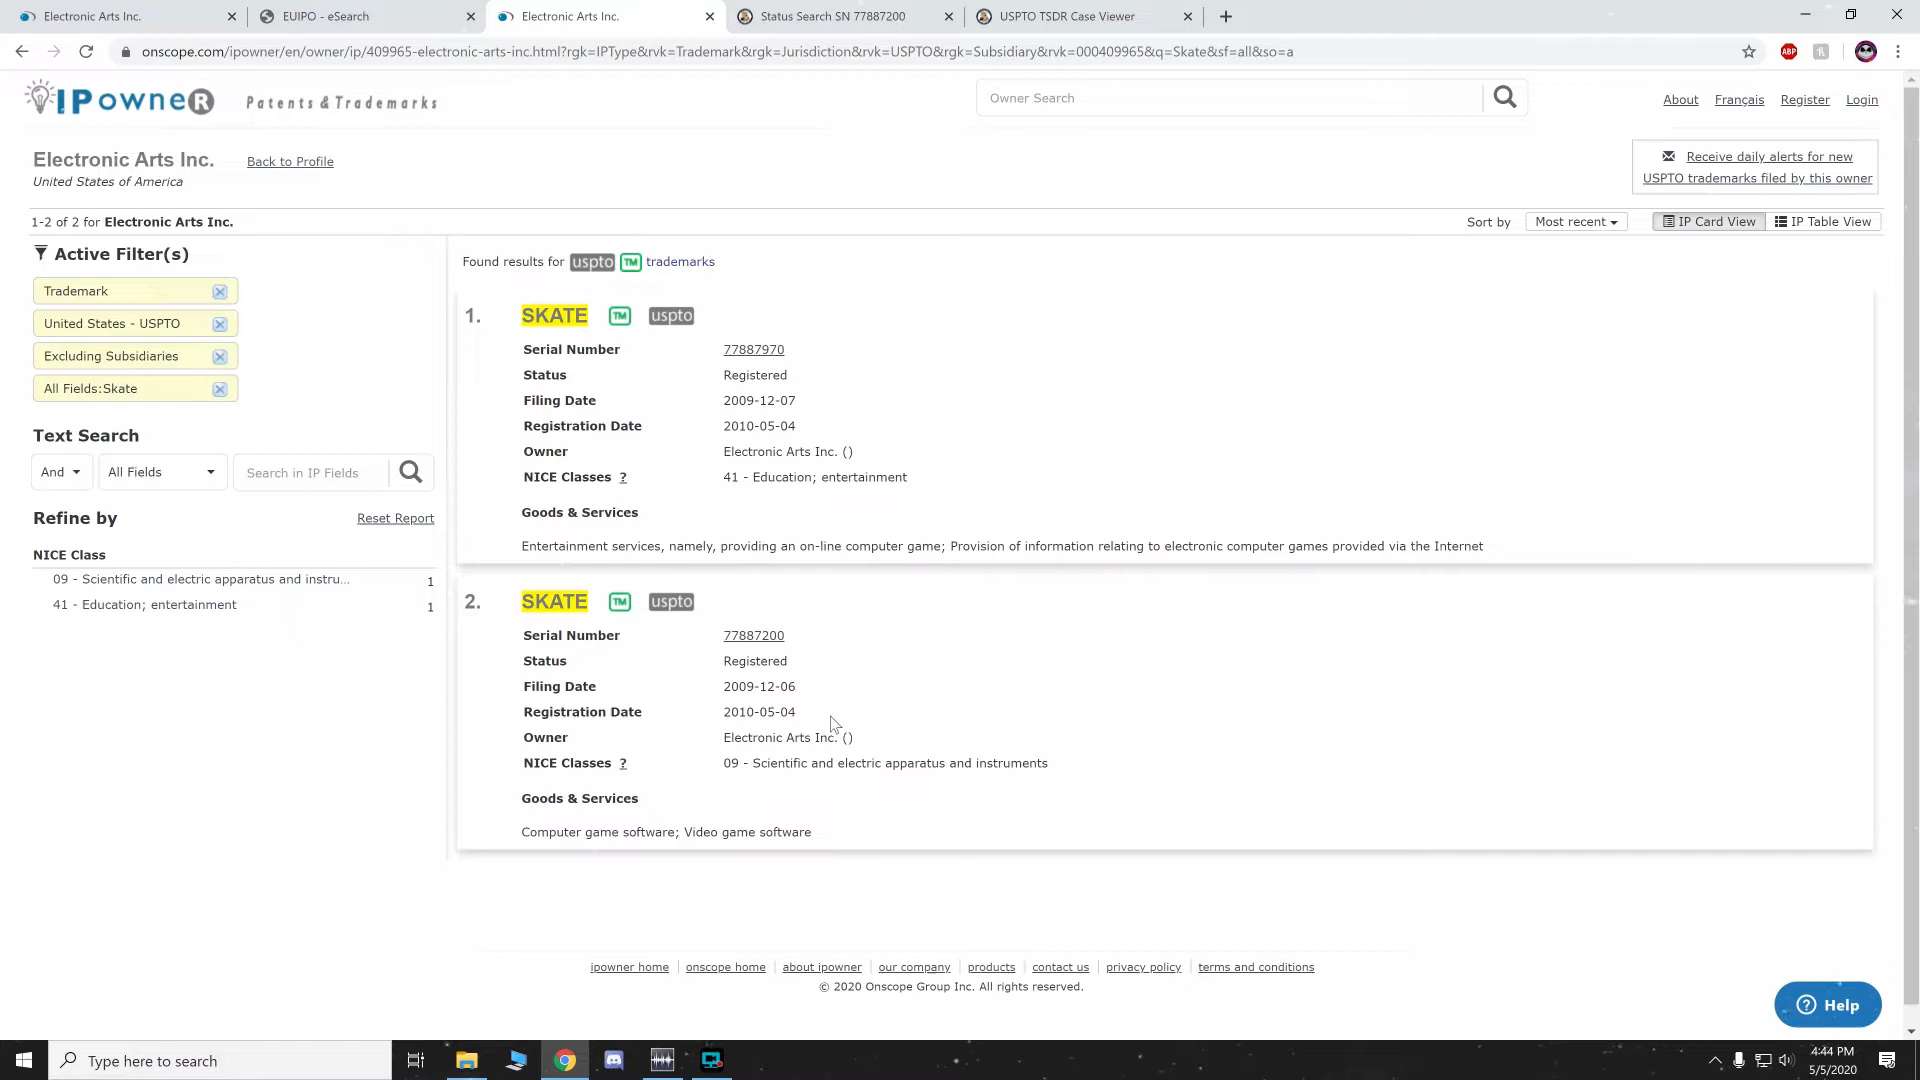 Electronic Arts Inc.
EUIPO - eSearch
Electronic Arts Inc.
Status Search SN 77887200
USPTO TSDR Case Viewer
onscope.com/ipowner/en/owner/ip/409965-electronic-arts-inc.html?rgk=IPType&rvk=Trademark&rgk=Jurisdiction&rvk=USPTO&rgk=Subsidiary&rvk=000409965&q=Skate&sf=all&so=a
ABP
IPowneR
Patents & Trademarks
Owner Search
About
Français
Register
Login
Electronic Arts Inc.
Back to Profile
United States of America
Receive daily alerts for new
USPTO trademarks filed by this owner
1-2 of 2 for Electronic Arts Inc.
Sort by
Most recent
IP Card View
IP Table View
Active Filter(s)
Trademark
United States - USPTO
Excluding Subsidiaries
All Fields:Skate
Text Search
And
All Fields
Search in IP Fields
Refine by
Reset Report
NICE Class
09 - Scientific and electric apparatus and instru... 1
41 - Education; entertainment 1
Found results for uspto TM trademarks
1. SKATE TM uspto
Serial Number 77887970
Status Registered
Filing Date 2009-12-07
Registration Date 2010-05-04
Owner Electronic Arts Inc. ()
NICE Classes ? 41 - Education; entertainment
Goods & Services
Entertainment services, namely, providing an on-line computer game; Provision of information relating to electronic computer games provided via the Internet
2. SKATE TM uspto
Serial Number 77887200
Status Registered
Filing Date 2009-12-06
Registration Date 2010-05-04
Owner Electronic Arts Inc. ()
NICE Classes ? 09 - Scientific and electric apparatus and instruments
Goods & Services
Computer game software; Video game software
ipowner home
onscope home
about ipowner
our company
products
contact us
privacy policy
terms and conditions
© 2020 Onscope Group Inc. All rights reserved.
? Help
Type here to search
4:44 PM
5/5/2020